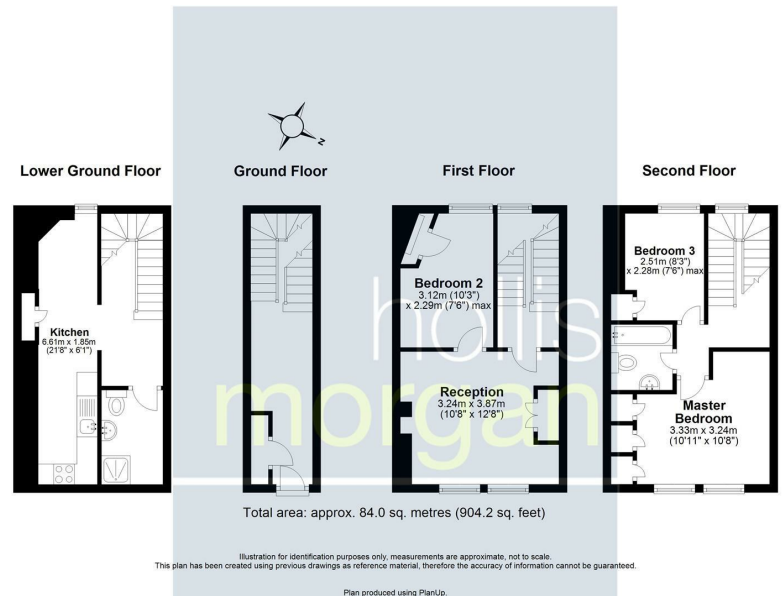 Lower Ground Floor
Ground Floor
First Floor
Second Floor
N
Kitchen
6.61m x 1.85m
(21'8" x 6'1")
Bedroom 2
3.12m (10'3")
x 2.29m (7'6") max
Reception
3.24m x 3.87m
(10'8" x 12'8")
Bedroom 3
2.51m (8'3")
x 2.28m (7'6") max
Master
Bedroom
3.33m x 3.24m
(10'11" x 10'8")
hollis
morgan
Total area: approx. 84.0 sq. metres (904.2 sq. feet)
Illustration for identification purposes only, measurements are approximate, not to scale.
This plan has been created using previous drawings as reference material, therefore the accuracy of information cannot be guaranteed.
Plan produced using PlanUp.